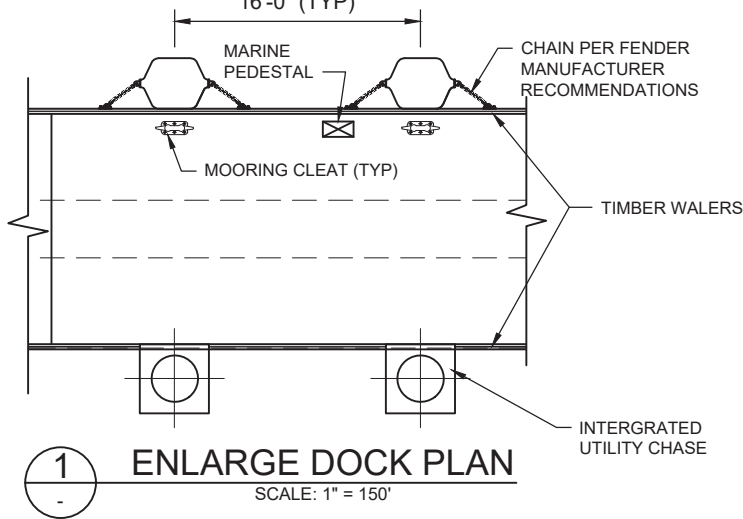 16'-0" (TYP)
MARINE
PEDESTAL
CHAIN PER FENDER
MANUFACTURER
RECOMMENDATIONS
MOORING CLEAT (TYP)
TIMBER WALERS
INTERGRATED
UTILITY CHASE
1
-
ENLARGE DOCK PLAN
SCALE: 1" = 150'